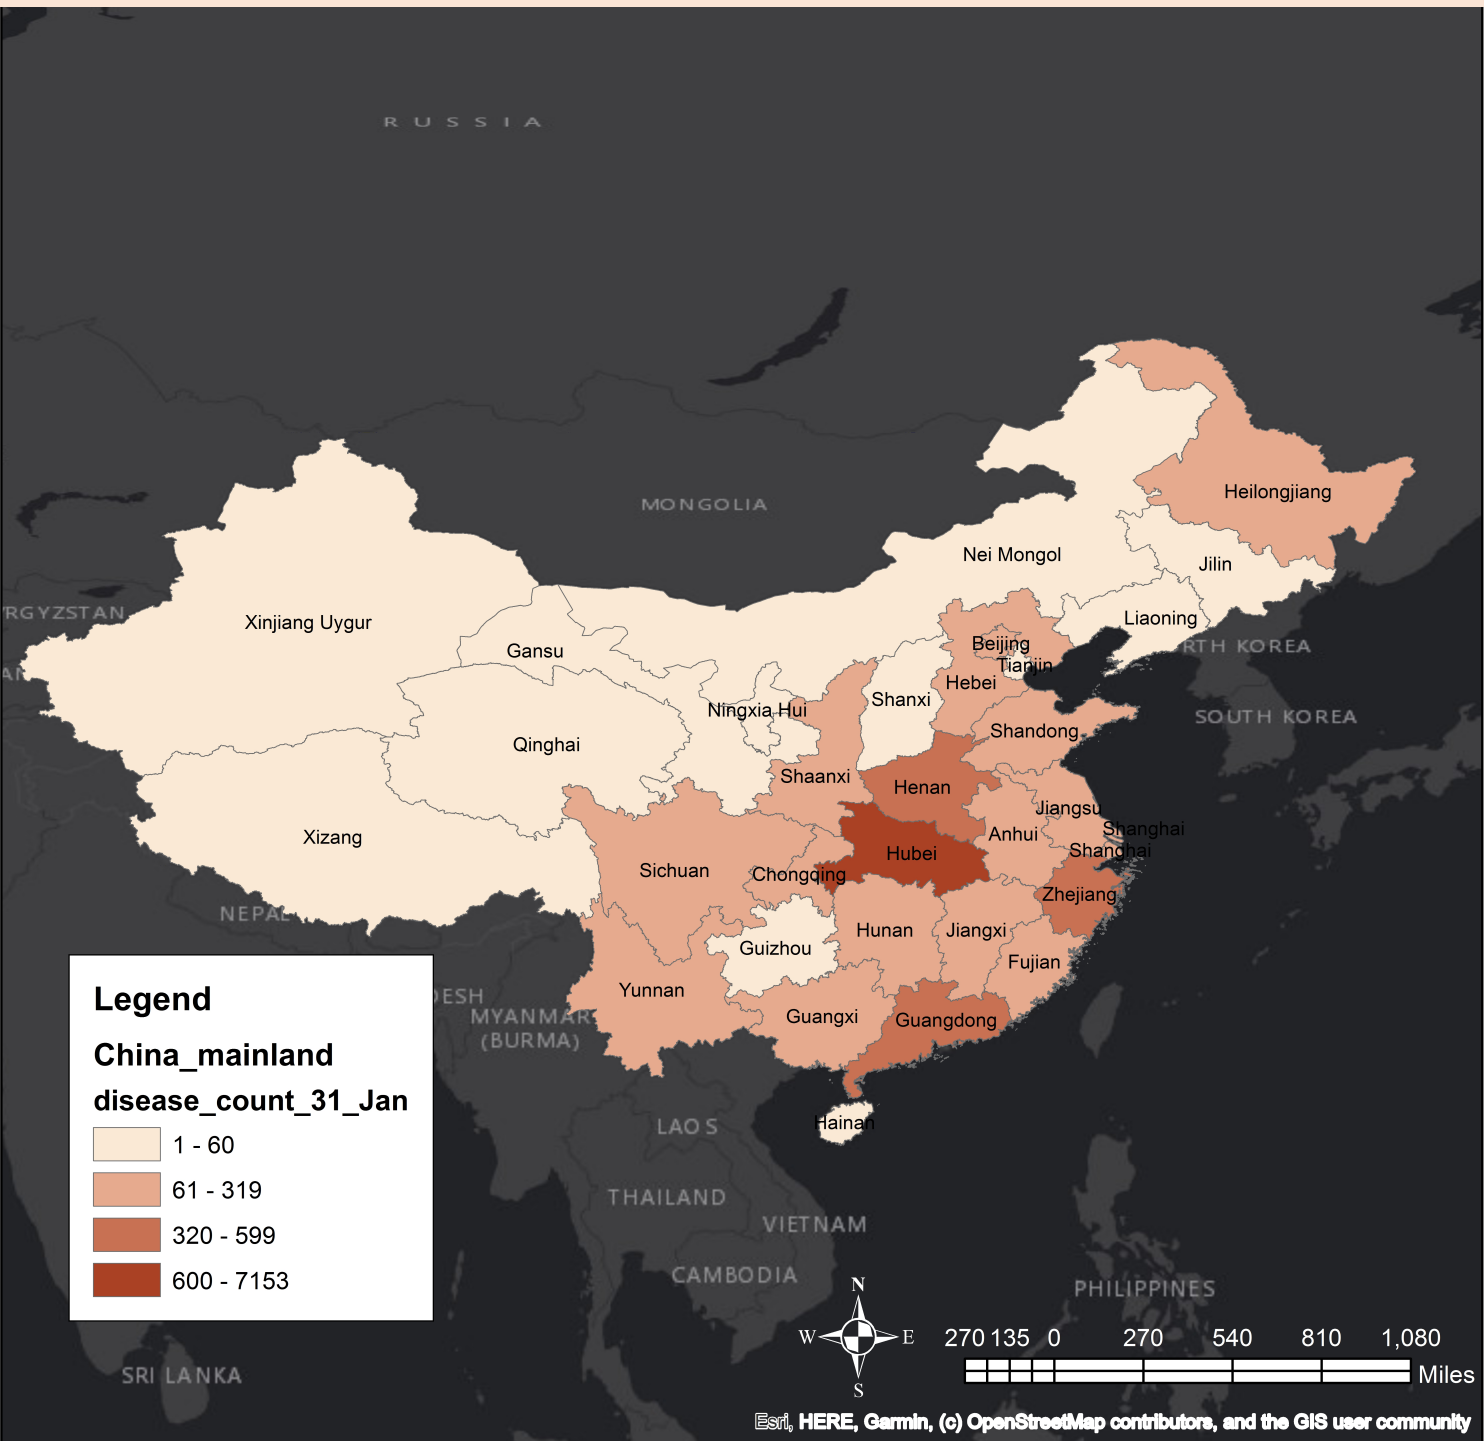 RUSSIA
MONGOLIA
Heilongjiang
Nei Mongol
Jilin
Xinjiang Uygur
Liaoning
RGYZSTAN
Gansu
Beijing
RTH KOREA
Tianjin
Hebei
Shanxi
Ningxia Hui
SOUTH KOREA
Shandong
Qinghai
Shaanxi
Henan
Jiangsu
Shanghai
Xizang
Anhui
Hubei
Shanghai
Sichuan
Chongqing
Zhejiang
NEPAL
Hunan
Jiangxi
Guizhou
Fujian
Yunnan
DESH
Guangxi
Guangdong
MYANMAR
(BURMA)
Hainan
LAOS
THAILAND
VIETNAM
CAMBODIA
PHILIPPINES
SRI LANKA
Legend
China_mainland
disease_count_31_Jan
1 - 60
61 - 319
320 - 599
600 - 7153
N
W E
S
270 135 0 270 540 810 1,080
Miles
Esri, HERE, Garmin, (c) OpenStreetMap contributors, and the GIS user community